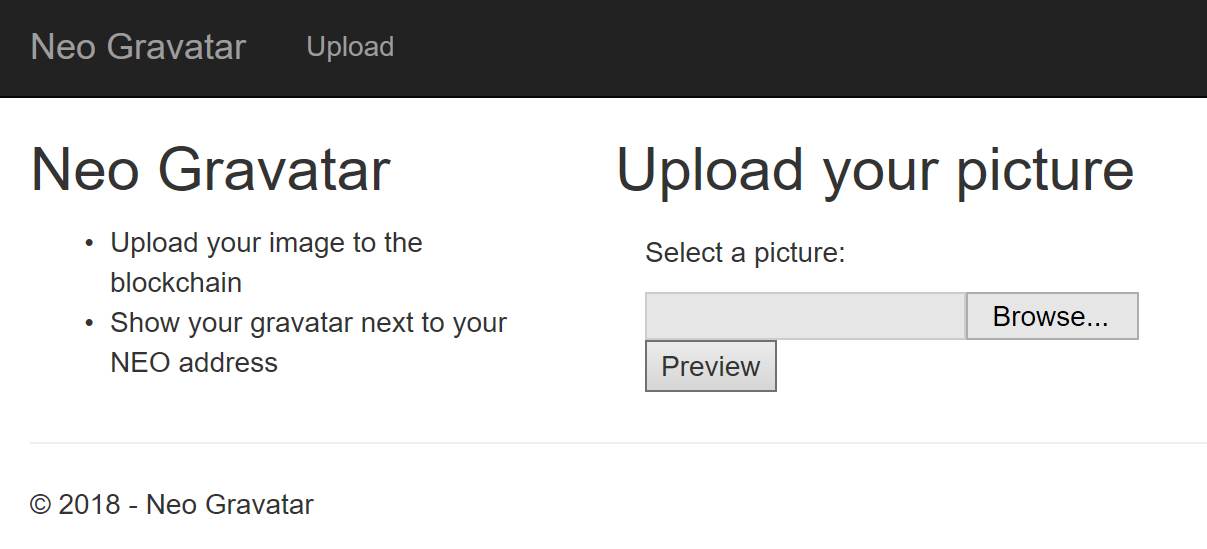 Neo Gravatar Upload
Neo Gravatar
• Upload your image to the
blockchain
• Show your gravatar next to your
NEO address
Upload your picture
Select a picture:
Browse...
Preview
© 2018 - Neo Gravatar